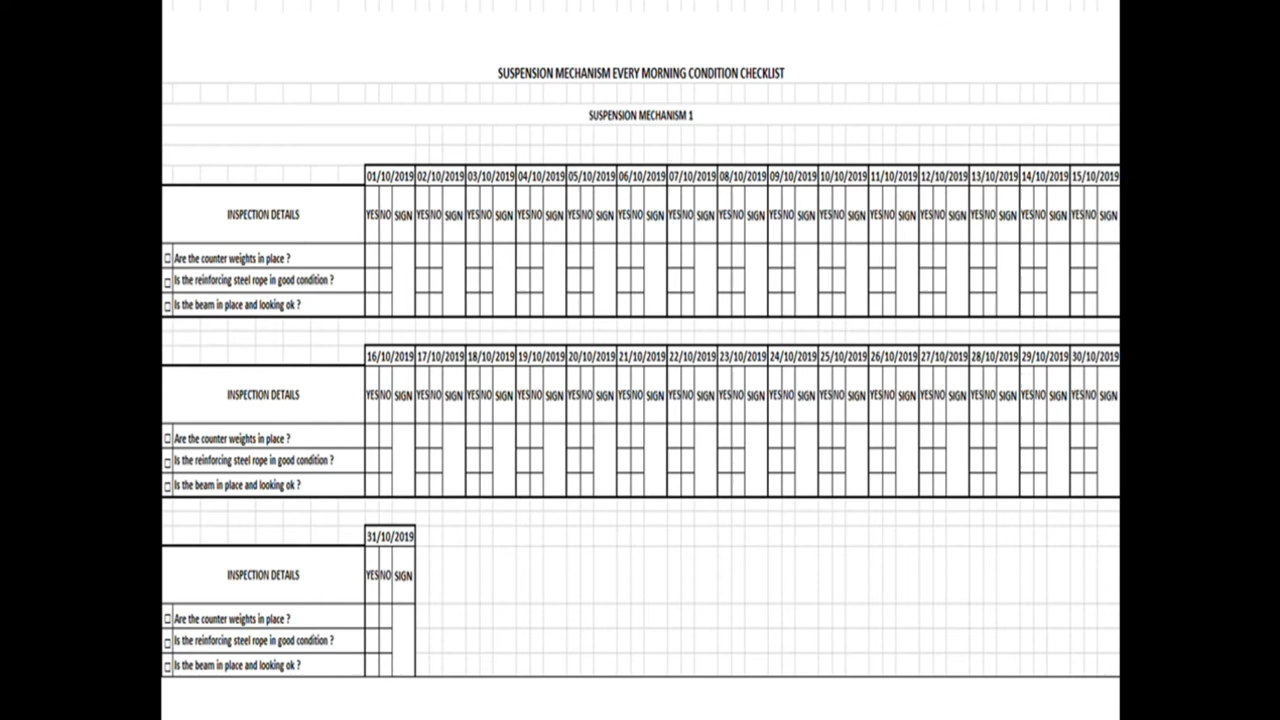 SUSPENSION MECHANISM EVERY MORNING CONDITION CHECKLIST
SUSPENSION MECHANISM 1
01/10/2019 02/10/2019 03/10/2019 04/10/2019 05/10/2019 06/10/2019 07/10/2019 08/10/2019 09/10/2019 10/10/2019 11/10/2019 12/10/2019 13/10/2019 14/10/2019 15/10/2019
INSPECTION DETAILS YES NO SIGN YES NO SIGN YES NO SIGN YES NO SIGN YES NO SIGN YES NO SIGN YES NO SIGN YES NO SIGN YES NO SIGN YES NO SIGN YES NO SIGN YES NO SIGN YES NO SIGN YES NO SIGN YES NO SIGN
Are the counter weights in place ?
Is the reinforcing steel rope in good condition ?
Is the beam in place and looking ok ?
16/10/2019 17/10/2019 18/10/2019 19/10/2019 20/10/2019 21/10/2019 22/10/2019 23/10/2019 24/10/2019 25/10/2019 26/10/2019 27/10/2019 28/10/2019 29/10/2019 30/10/2019
INSPECTION DETAILS YES NO SIGN YES NO SIGN YES NO SIGN YES NO SIGN YES NO SIGN YES NO SIGN YES NO SIGN YES NO SIGN YES NO SIGN YES NO SIGN YES NO SIGN YES NO SIGN YES NO SIGN YES NO SIGN YES NO SIGN
Are the counter weights in place ?
Is the reinforcing steel rope in good condition ?
Is the beam in place and looking ok ?
31/10/2019
INSPECTION DETAILS YES NO SIGN
Are the counter weights in place ?
Is the reinforcing steel rope in good condition ?
Is the beam in place and looking ok ?